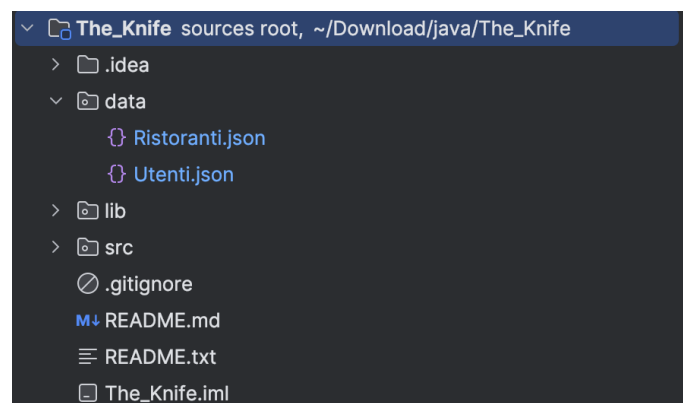 The_Knife sources root, ~/Download/java/The_Knife
.idea
data
{} Ristoranti.json
{} Utenti.json
lib
src
.gitignore
M↓ README.md
README.txt
The_Knife.iml